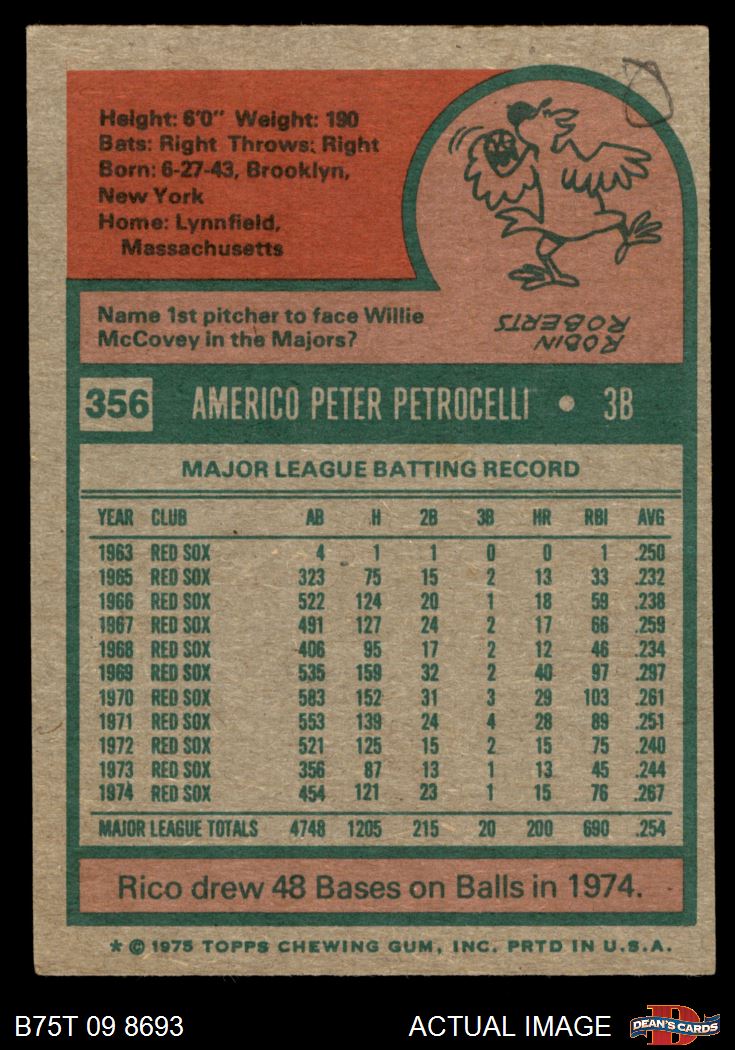 Height: 6'0" Weight: 190
Bats: Right Throws: Right
Born: 6-27-43, Brooklyn,
New York
Home: Lynnfield,
Massachusetts
Name 1st pitcher to face Willie
McCovey in the Majors?
ROBIN
ROBERTS
356 AMERICO PETER PETROCELLI • 3B
MAJOR LEAGUE BATTING RECORD
YEAR CLUB AB H 2B 3B HR RBI AVG
1963 RED SOX 4 1 1 0 0 1 .250
1965 RED SOX 323 75 15 2 13 33 .232
1966 RED SOX 522 124 20 1 18 59 .238
1967 RED SOX 491 127 24 2 17 66 .259
1968 RED SOX 406 95 17 2 12 46 .234
1969 RED SOX 535 159 32 2 40 97 .297
1970 RED SOX 583 152 31 3 29 103 .261
1971 RED SOX 553 139 24 4 28 89 .251
1972 RED SOX 521 125 15 2 15 75 .240
1973 RED SOX 356 87 13 1 13 45 .244
1974 RED SOX 454 121 23 1 15 76 .267
MAJOR LEAGUE TOTALS 4748 1205 215 20 200 690 .254
Rico drew 48 Bases on Balls in 1974.
* © 1975 TOPPS CHEWING GUM, INC. PRTD IN U.S.A.
B75T 09 8693 ACTUAL IMAGE
DEAN'S CARDS